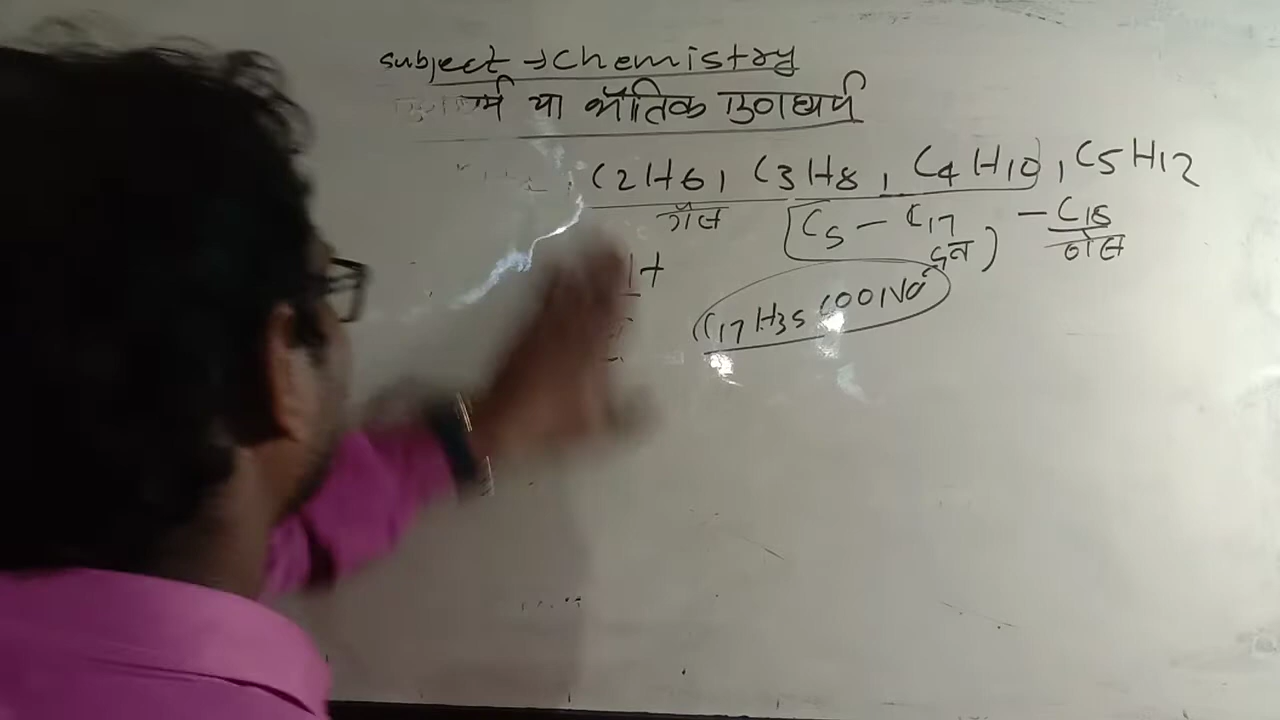 subject → chemistry
या भौतिक गुणधर्म
C2H6, C3H8, C4H10, C5H12
गैस (C5 - C17 - C18
द्रव) ठोस
H
C17H35COONa